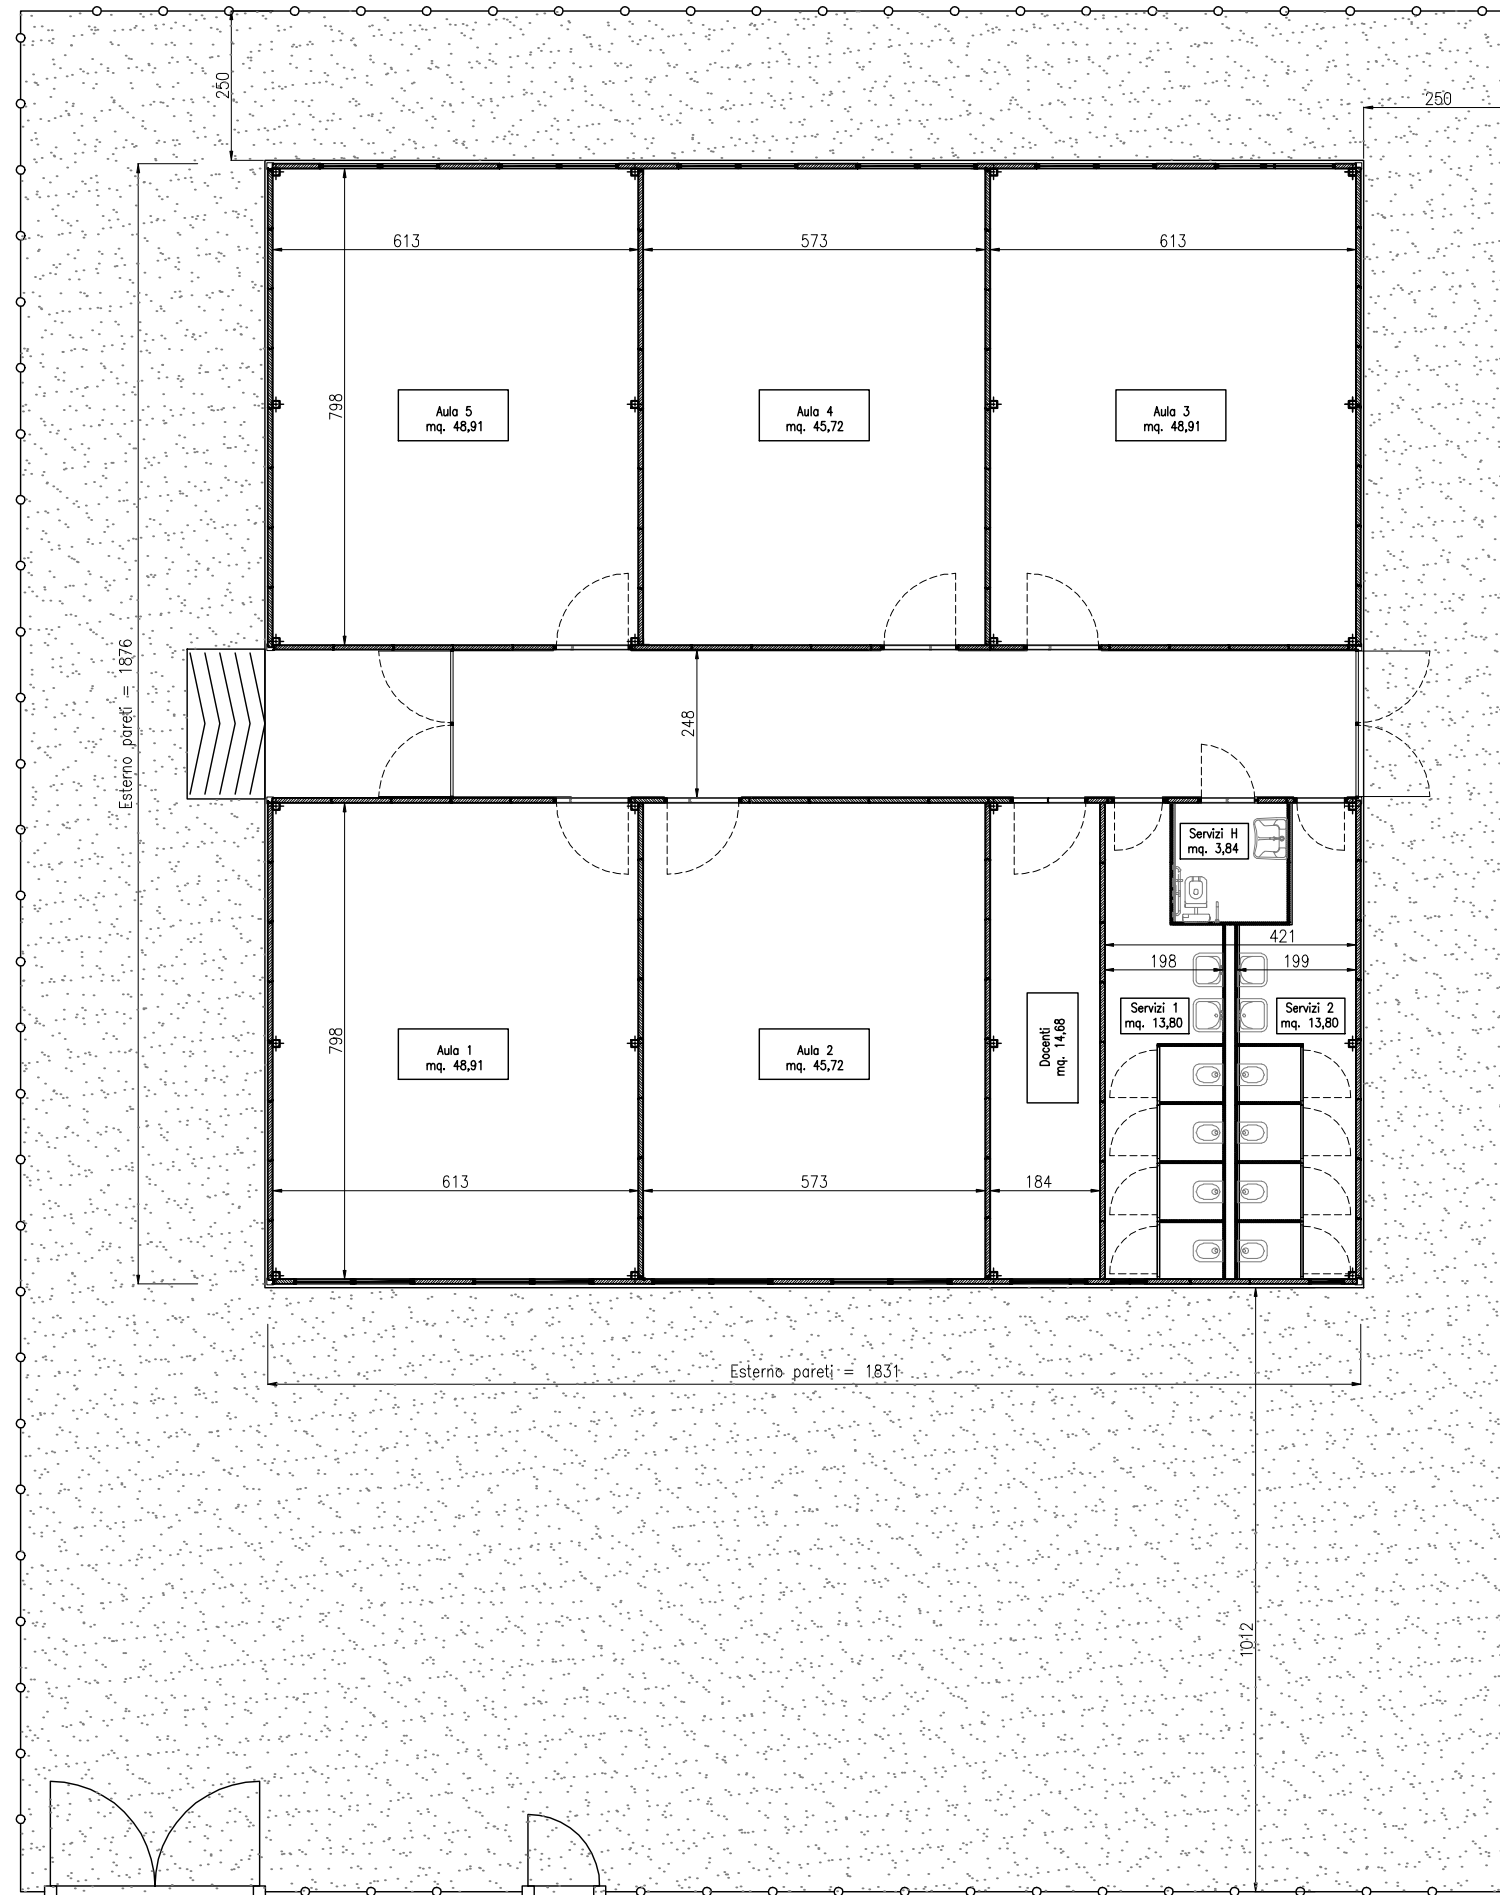 250
250
613
573
613
798
Aula 5
mq. 48,91
Aula 4
mq. 45,72
Aula 3
mq. 48,91
Esterno pareti = 1876
248
Servizi H
mq. 3,84
421
198
199
Servizi 1
mq. 13,80
Servizi 2
mq. 13,80
798
Aula 1
mq. 48,91
Aula 2
mq. 45,72
Docenti
mq. 14,68
613
573
184
Esterno pareti = 1831
1012